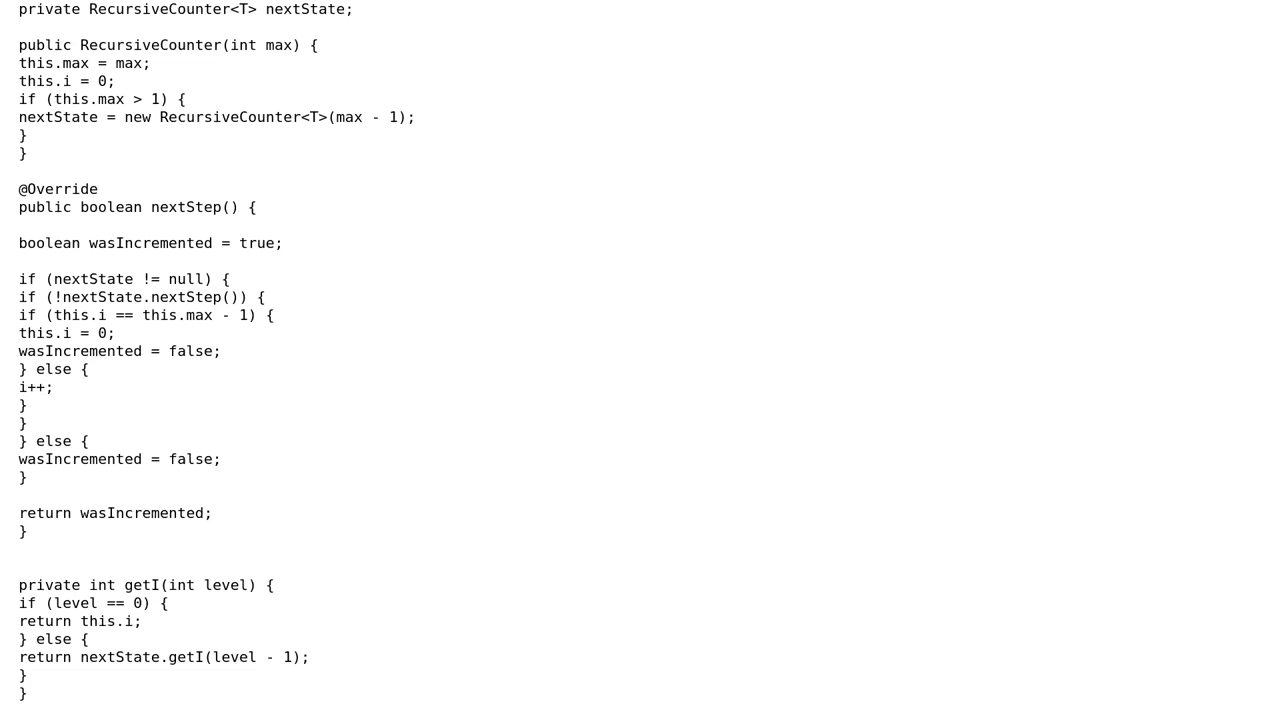 private RecursiveCounter<T> nextState;
public RecursiveCounter(int max) {
this.max = max;
this.i = 0;
if (this.max > 1) {
nextState = new RecursiveCounter<T>(max - 1);
}
}
@Override
public boolean nextStep() {
boolean wasIncremented = true;
if (nextState != null) {
if (!nextState.nextStep()) {
if (this.i == this.max - 1) {
this.i = 0;
wasIncremented = false;
} else {
i++;
}
}
} else {
wasIncremented = false;
}
return wasIncremented;
}
private int getI(int level) {
if (level == 0) {
return this.i;
} else {
return nextState.getI(level - 1);
}
}